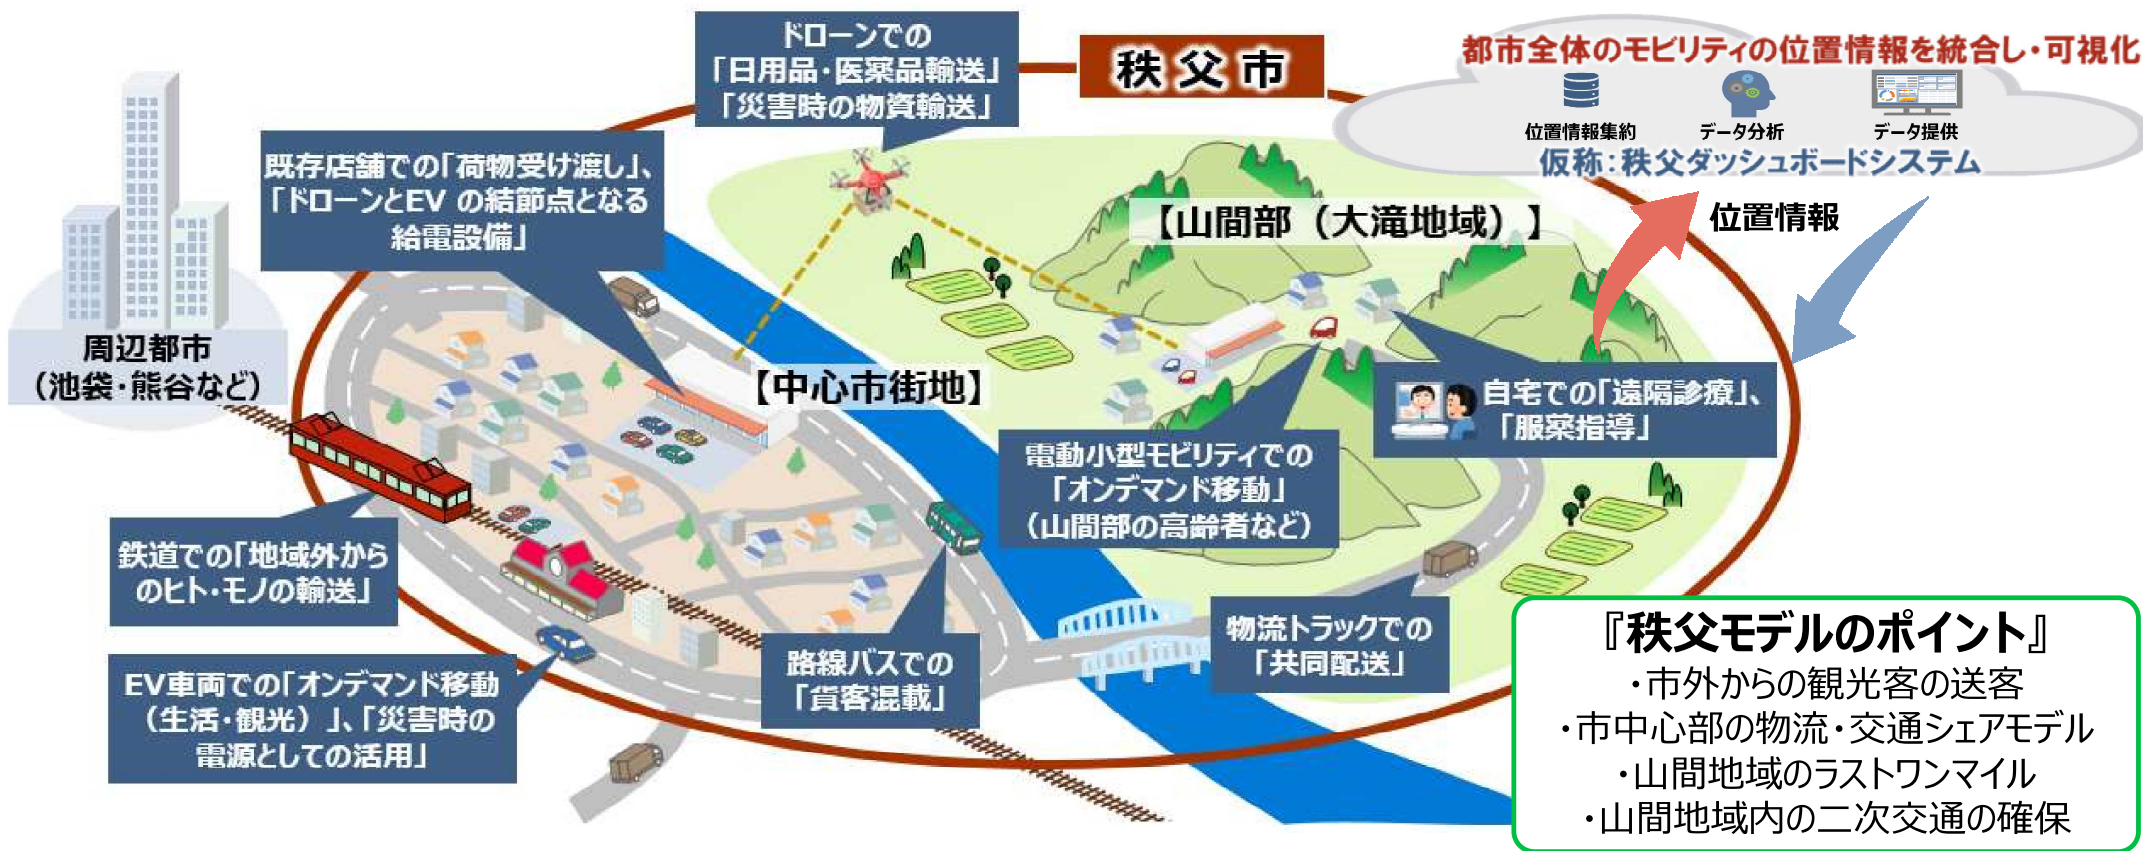 ドローンでの
「日用品・医薬品輸送」
「災害時の物資輸送」
秩父市
都市全体のモビリティの位置情報を統合し・可視化
位置情報集約
データ分析
データ提供
仮称：秩父ダッシュボードシステム
位置情報
既存店舗での「荷物受け渡し」、
「ドローンとEV の結節点となる
給電設備」
【山間部（大滝地域）】
周辺都市
（池袋・熊谷など）
【中心市街地】
自宅での「遠隔診療」、
「服薬指導」
電動小型モビリティでの
「オンデマンド移動」
（山間部の高齢者など）
鉄道での「地域外から
のヒト・モノの輸送」
物流トラックでの
「共同配送」
路線バスでの
「貨客混載」
EV車両での「オンデマンド移動
（生活・観光）」、「災害時の
電源としての活用」
『秩父モデルのポイント』
・市外からの観光客の送客
・市中心部の物流・交通シェアモデル
・山間地域のラストワンマイル
・山間地域内の二次交通の確保